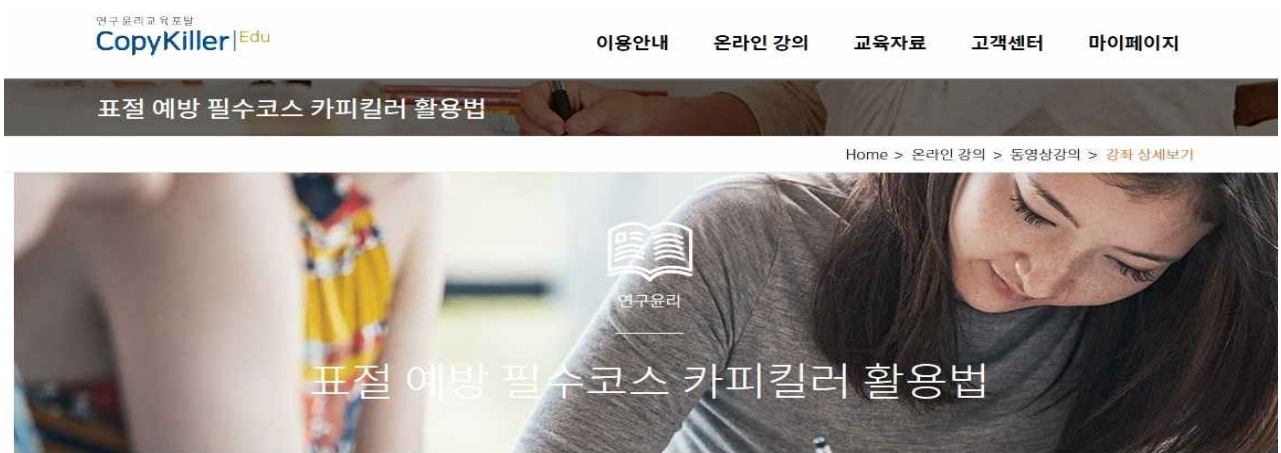 연구윤리교육포탈
CopyKiller|Edu
이용안내 온라인 강의 교육자료 고객센터 마이페이지
표절 예방 필수코스 카피킬러 활용법
Home > 온라인 강의 > 동영상강의 > 강좌 상세보기
연구윤리
표절 예방 필수코스 카피킬러 활용법